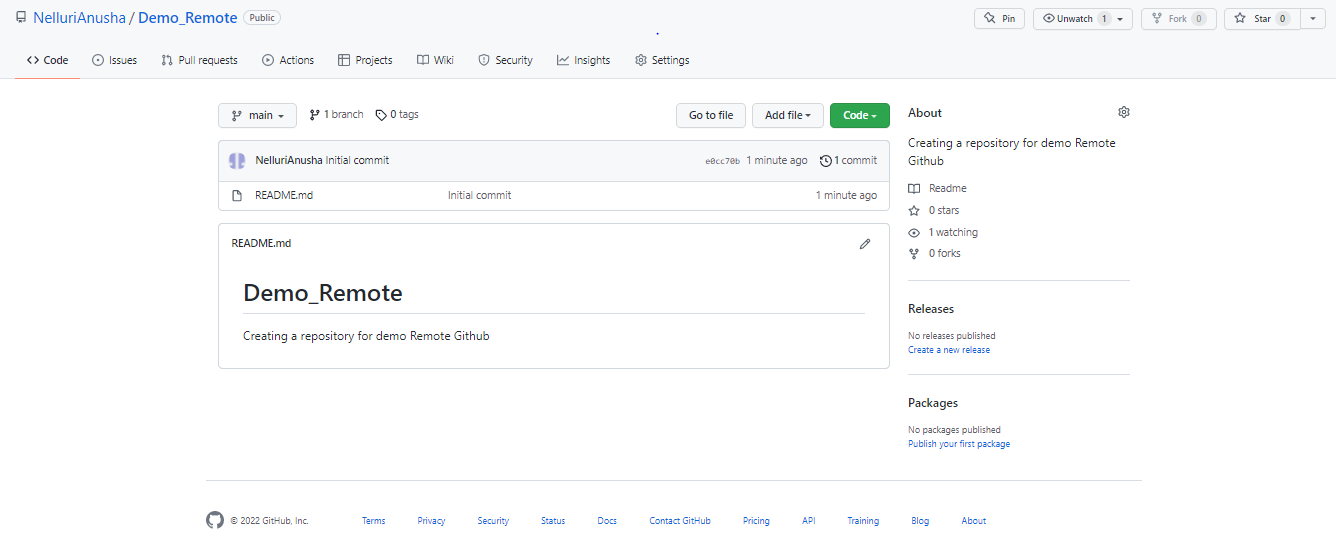 NelluriAnusha / Demo_Remote Public
Pin Unwatch 1 Fork 0 Star 0
Code Issues Pull requests Actions Projects Wiki Security Insights Settings
main 1 branch 0 tags Go to file Add file Code
NelluriAnusha Initial commit e0cc70b 1 minute ago 1 commit
README.md Initial commit 1 minute ago
README.md
Demo_Remote
Creating a repository for demo Remote Github
About
Creating a repository for demo Remote
Github
Readme
0 stars
1 watching
0 forks
Releases
No releases published
Create a new release
Packages
No packages published
Publish your first package
© 2022 GitHub, Inc. Terms Privacy Security Status Docs Contact GitHub Pricing API Training Blog About